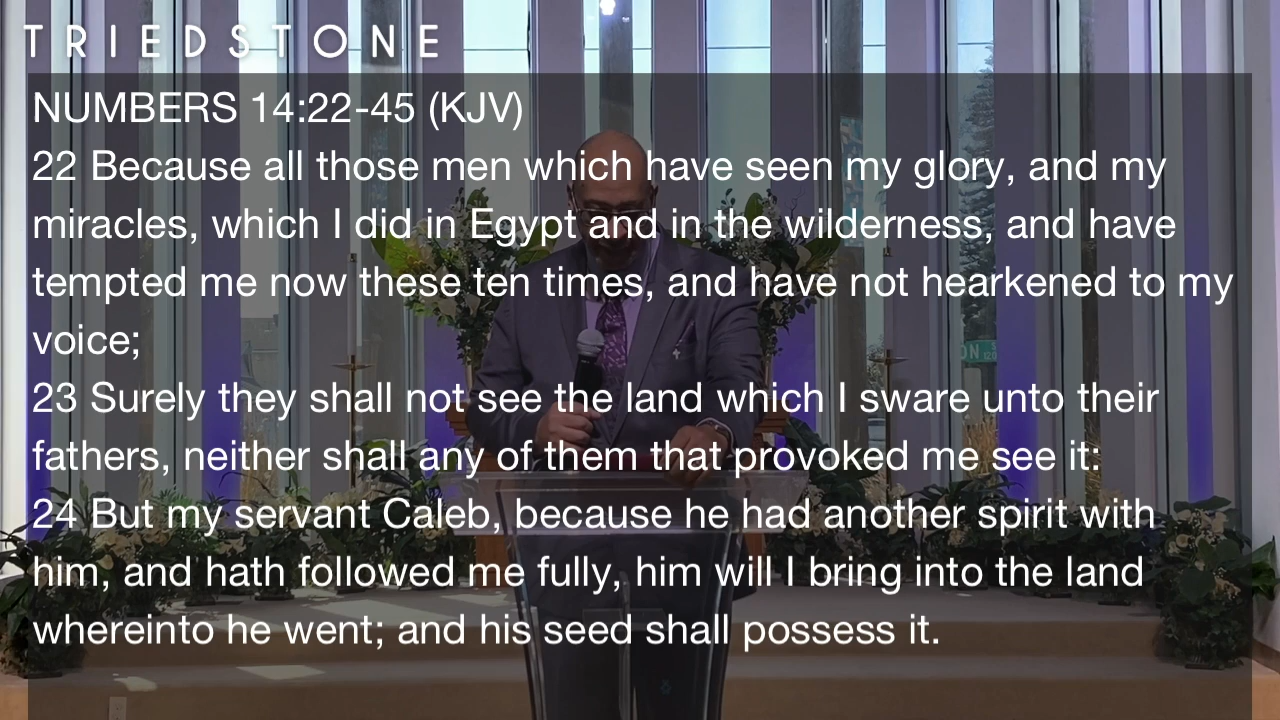 TRIEDSTONE
NUMBERS 14:22-45 (KJV)
22 Because all those men which have seen my glory, and my
miracles, which I did in Egypt and in the wilderness, and have
tempted me now these ten times, and have not hearkened to my
voice;
23 Surely they shall not see the land which I sware unto their
fathers, neither shall any of them that provoked me see it:
24 But my servant Caleb, because he had another spirit with
him, and hath followed me fully, him will I bring into the land
whereinto he went; and his seed shall possess it.
ON